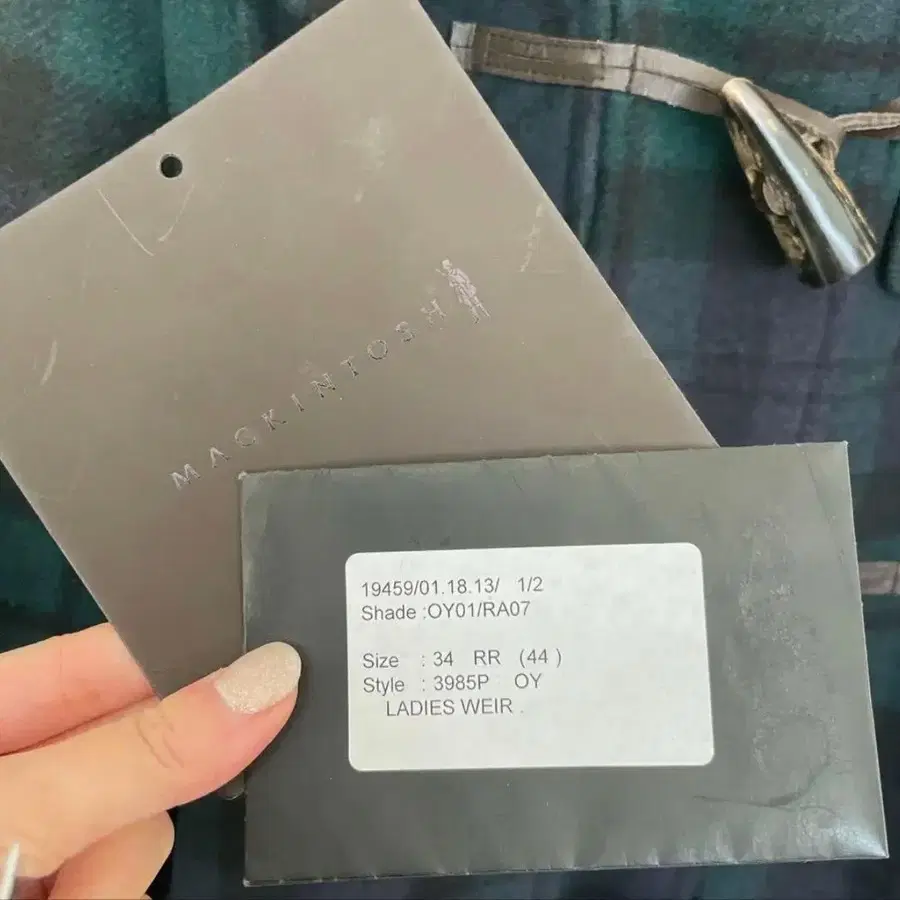 MACKINTOSH
19459/01.18.13/ 1/2
Shade :OY01/RA07
Size : 34 RR (44 )
Style : 3985P OY
LADIES WEIR .